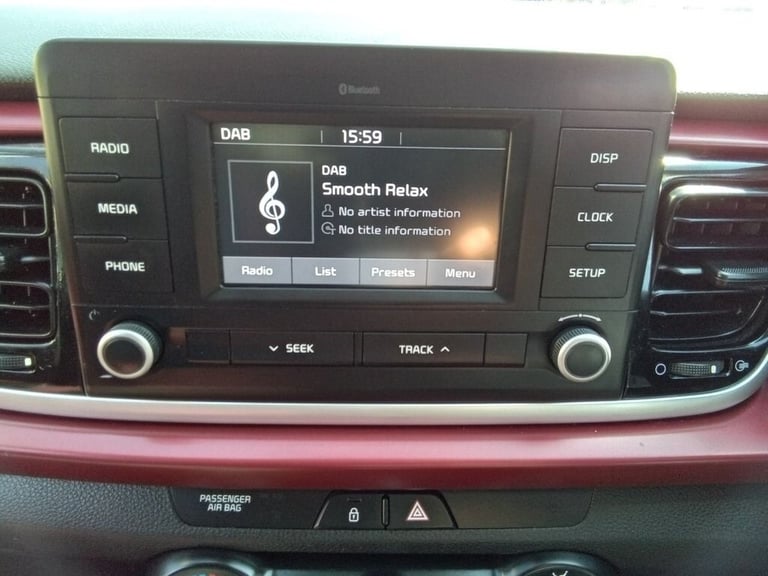 Bluetooth
RADIO
MEDIA
PHONE
DAB 15:59
DAB
Smooth Relax
No artist information
No title information
Radio List Presets Menu
DISP
CLOCK
SETUP
SEEK
TRACK
PASSENGER
AIR BAG